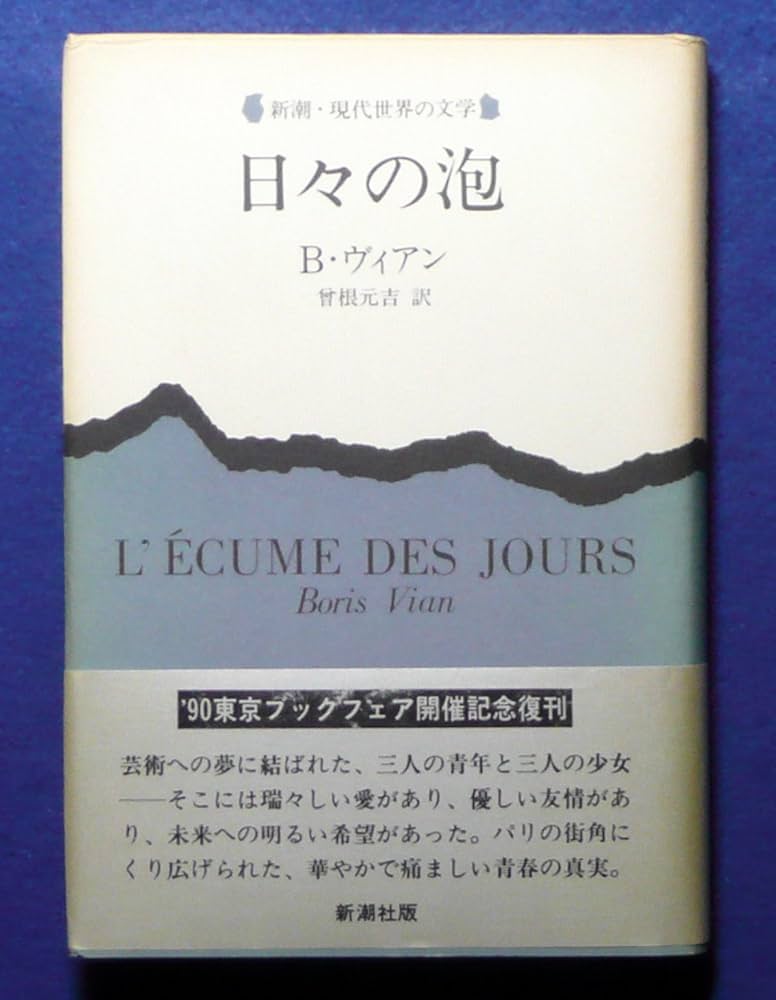 新潮・現代世界の文学
日々の泡
B・ヴィアン
曾根元吉 訳
L'ÉCUME DES JOURS
Boris Vian
'90東京ブックフェア開催記念復刊
芸術への夢に結ばれた、三人の青年と三人の少女
――そこには瑞々しい愛があり、優しい友情があ
り、未来への明るい希望があった。パリの街角に
くり広げられた、華やかで痛ましい青春の真実。
新潮社版